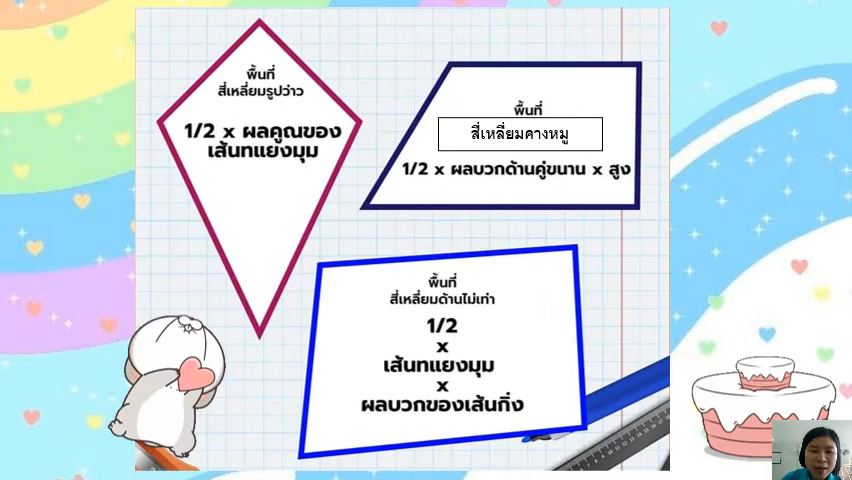 พื้นที่
สี่เหลี่ยมรูปว่าว
1/2 x ผลคูณของ
เส้นทแยงมุม
พื้นที่
สี่เหลี่ยมคางหมู
1/2 x ผลบวกด้านคู่ขนาน x สูง
พื้นที่
สี่เหลี่ยมด้านไม่เท่า
1/2
x
เส้นทแยงมุม
x
ผลบวกของเส้นกิ่ง